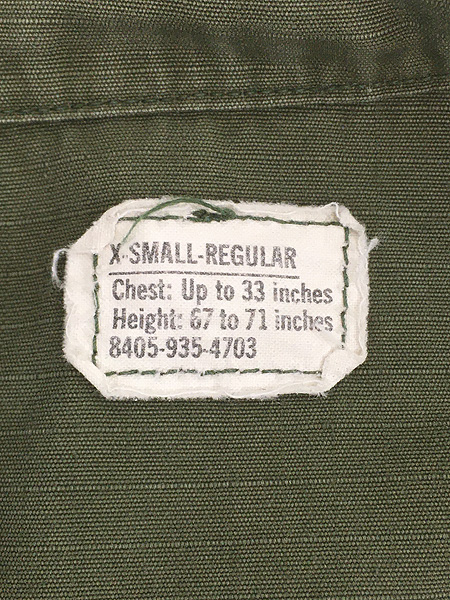 X-SMALL-REGULAR
Chest: Up to 33 inches
Height: 67 to 71 inches
8405-935-4703